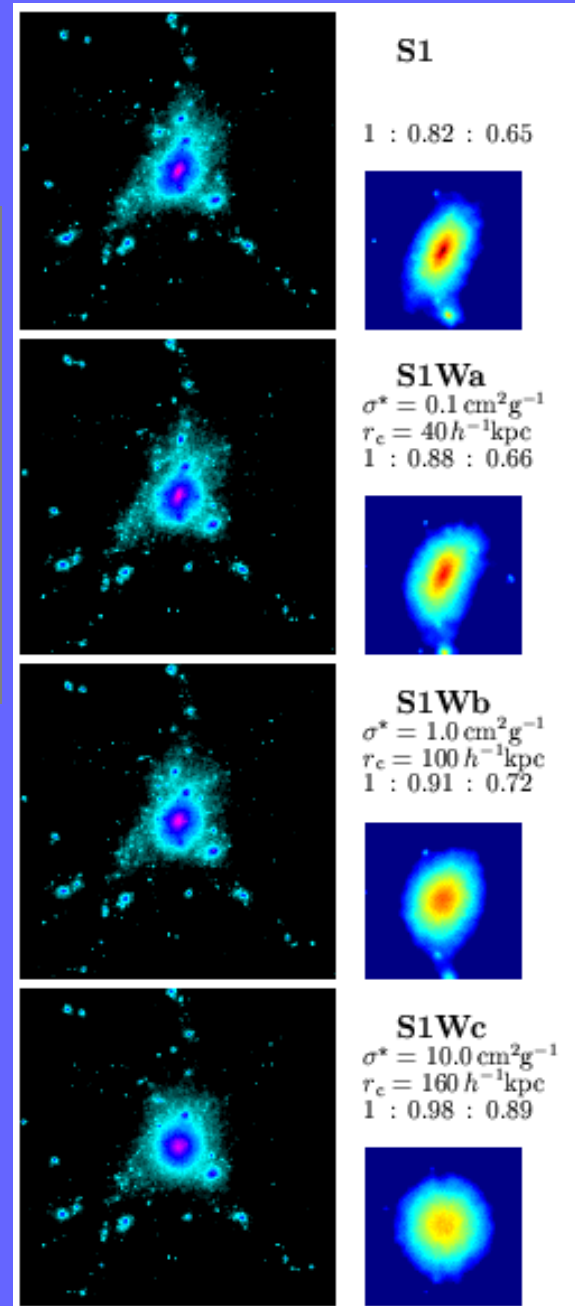 S1
1 : 0.82 : 0.65
S1Wa
σ* = 0.1 cm²g⁻¹
r_c = 40 h⁻¹kpc
1 : 0.88 : 0.66
S1Wb
σ* = 1.0 cm²g⁻¹
r_c = 100 h⁻¹kpc
1 : 0.91 : 0.72
S1Wc
σ* = 10.0 cm²g⁻¹
r_c = 160 h⁻¹kpc
1 : 0.98 : 0.89